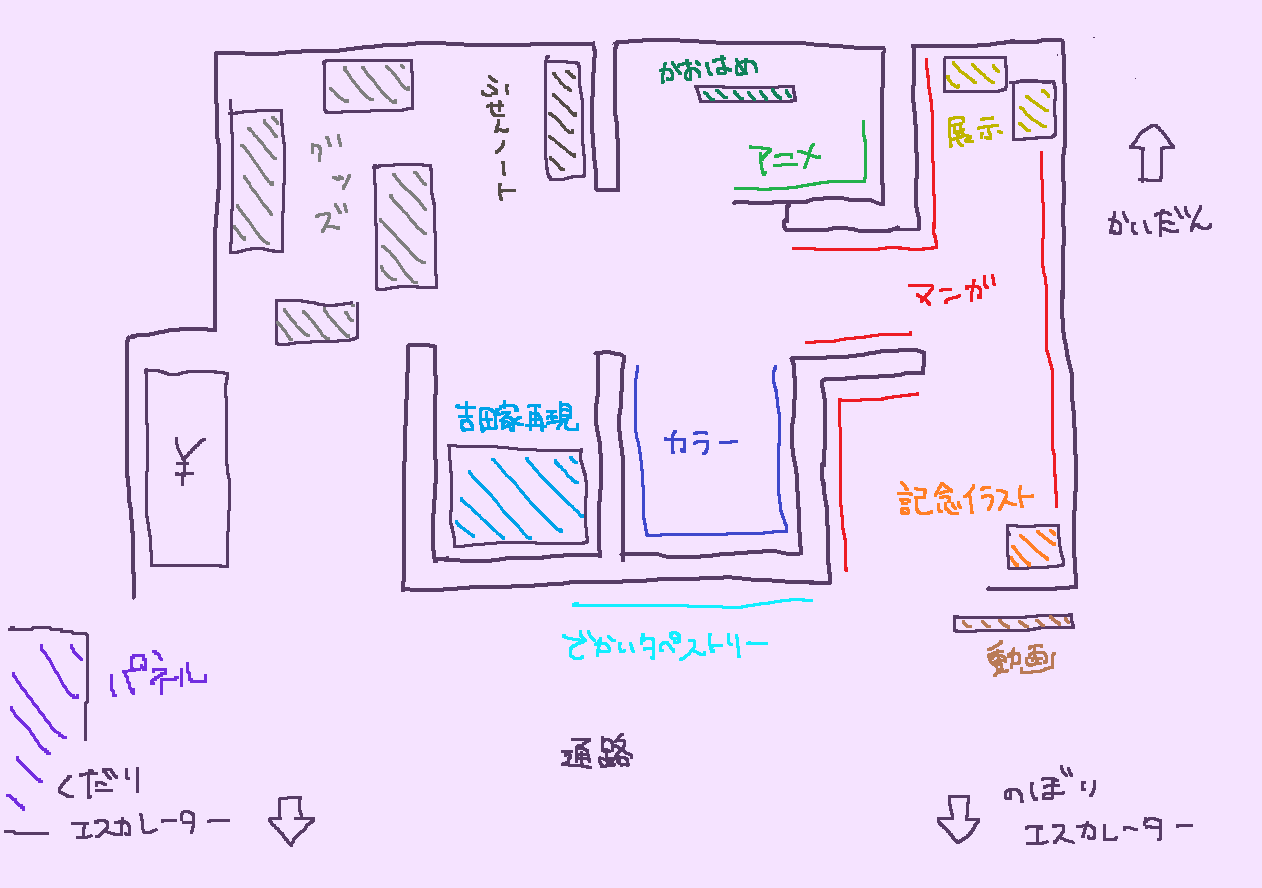 かおはめ
ふせんノート
グッズ
アニメ
展示
かいだん
マンガ
吉田家再現
カラー
¥
記念イラスト
でかいタペストリー
動画
パネル
通路
くだり
エスカレーター
のぼり
エスカレーター